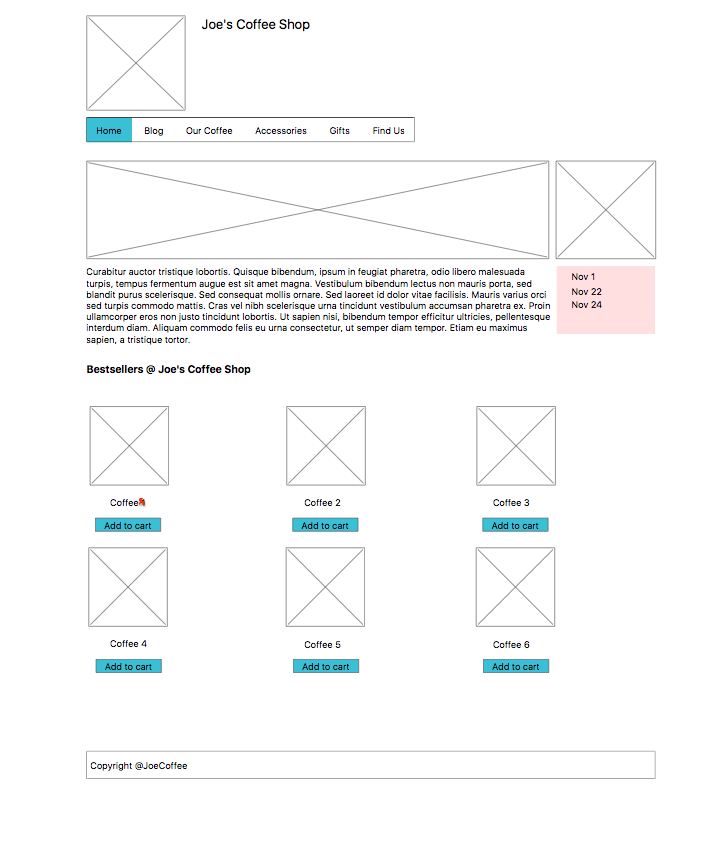 Joe's Coffee Shop
Home Blog Our Coffee Accessories Gifts Find Us
Curabitur auctor tristique lobortis. Quisque bibendum, ipsum in feugiat pharetra, odio libero malesuada
turpis, tempus fermentum augue est sit amet magna. Vestibulum bibendum lectus non mauris porta, sed
blandit purus scelerisque. Sed consequat mollis ornare. Sed laoreet id dolor vitae facilisis. Mauris varius orci
sed turpis commodo mattis. Cras vel nibh scelerisque urna tincidunt vestibulum accumsan pharetra ex. Proin
ullamcorper eros non justo tincidunt lobortis. Ut sapien nisi, bibendum tempor efficitur ultricies, pellentesque
interdum diam. Aliquam commodo felis eu urna consectetur, ut semper diam tempor. Etiam eu maximus
sapien, a tristique tortor.
Nov 1
Nov 22
Nov 24
Bestsellers @ Joe's Coffee Shop
Coffee Coffee 2 Coffee 3
Add to cart Add to cart Add to cart
Coffee 4 Coffee 5 Coffee 6
Add to cart Add to cart Add to cart
Copyright @JoeCoffee